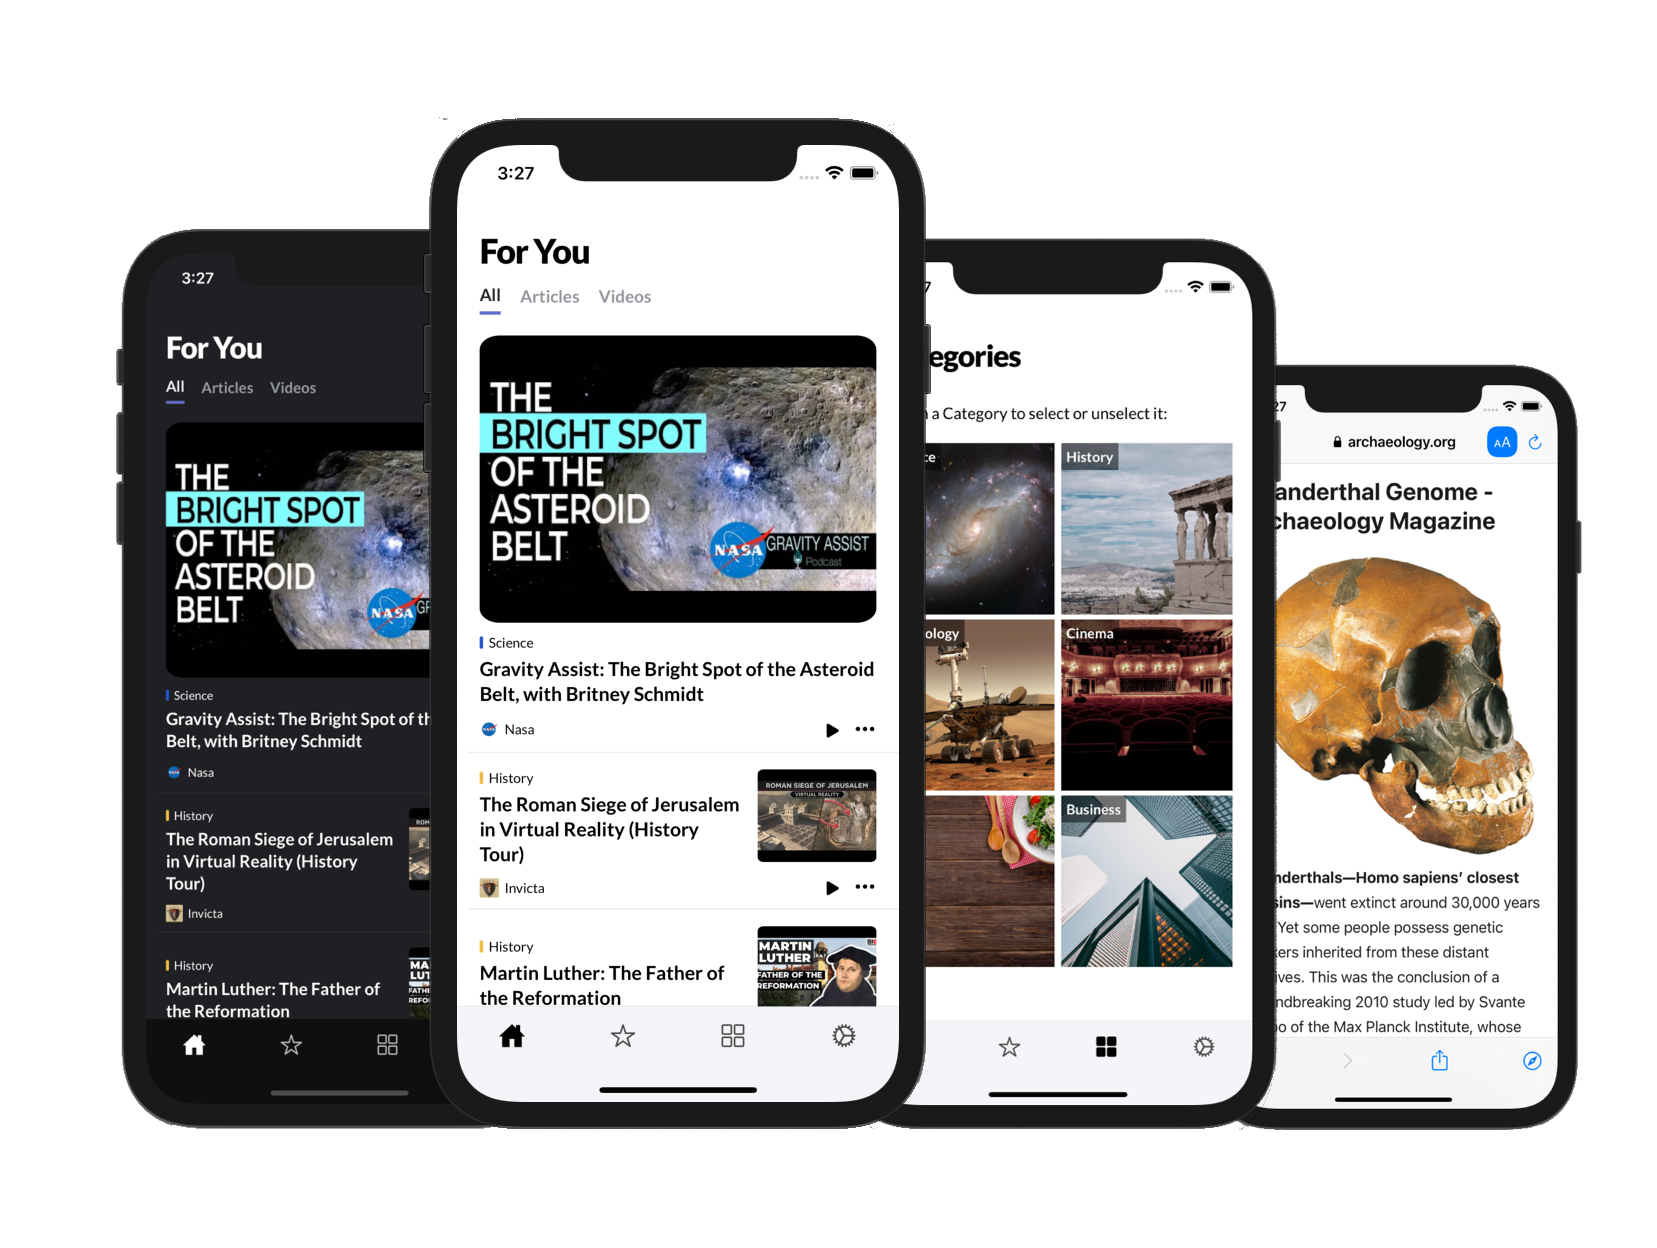 3:27
For You
All Articles Videos
THE
BRIGHT SPOT
OF THE
ASTEROID
BELT
NASA
Science
Gravity Assist: The Bright Spot of th
Belt, with Britney Schmidt
Nasa
History
The Roman Siege of Jerusalem
in Virtual Reality (History
Tour)
Invicta
History
Martin Luther: The Father of
the Reformation
3:27
For You
All Articles Videos
THE
BRIGHT SPOT
OF THE
ASTEROID
BELT
NASA GRAVITY ASSIST
Podcast
Science
Gravity Assist: The Bright Spot of the Asteroid
Belt, with Britney Schmidt
Nasa
History
The Roman Siege of Jerusalem
in Virtual Reality (History
Tour)
ROMAN SIEGE OF JERUSALEM
VIRTUAL REALITY
Invicta
History
Martin Luther: The Father of
the Reformation
MARTIN
LUTHER
FATHER OF THE
REFORMATION
7
egories
a Category to select or unselect it:
ce
History
ology
Cinema
Business
27
archaeology.org
AA
anderthal Genome -
chaeology Magazine
nderthals—Homo sapiens’ closest
sins—went extinct around 30,000 years
Yet some people possess genetic
kers inherited from these distant
ives. This was the conclusion of a
ndbreaking 2010 study led by Svante
bo of the Max Planck Institute, whose